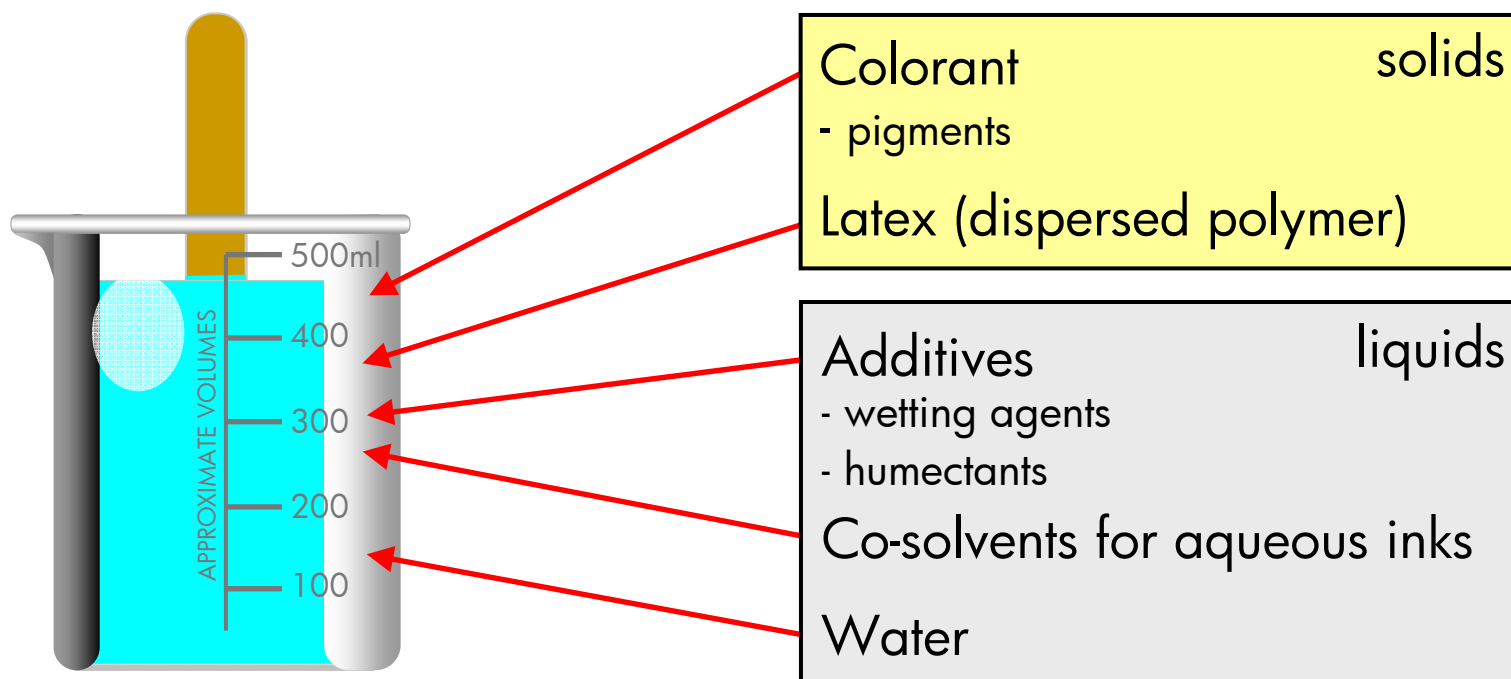 500ml
400
300
200
100
APPROXIMATE VOLUMES
Colorant solids
- pigments
Latex (dispersed polymer)
Additives liquids
- wetting agents
- humectants
Co-solvents for aqueous inks
Water